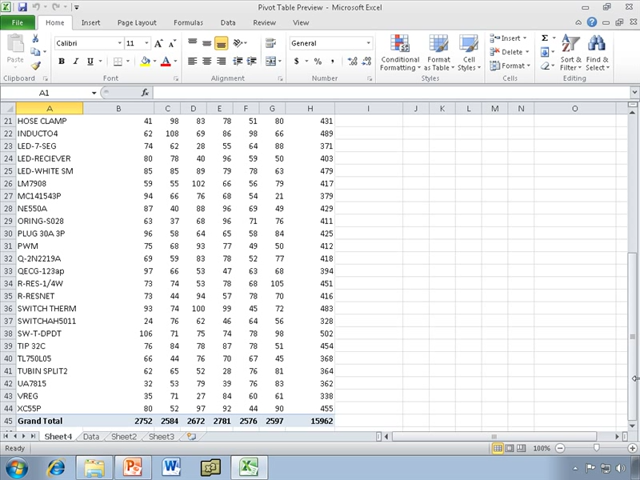 Pivot Table Preview - Microsoft Excel
File Home Insert Page Layout Formulas Data Review View
Paste Calibri 11 A A General Conditional Formatting Format as Table Cell Styles Insert Delete Format Sort & Filter Find & Select
B I U A $ % ,
Clipboard Font Alignment Number Styles Cells Editing
A1 fx
A B C D E F G H I J K L M N O
21 HOSE CLAMP 41 98 83 78 51 80 431
22 INDUCTO4 62 108 69 86 98 66 489
23 LED-7-SEG 74 62 28 55 64 88 371
24 LED-RECIEVER 80 78 40 96 59 50 403
25 LED-WHITE SM 85 85 89 79 78 63 479
26 LM7908 59 55 102 66 56 79 417
27 MC141543P 94 66 76 68 54 21 379
28 NE550A 87 40 88 96 69 49 429
29 ORING-S028 63 37 68 96 71 76 411
30 PLUG 30A 3P 96 58 64 65 58 84 425
31 PWM 75 68 93 77 49 50 412
32 Q-2N2219A 69 59 83 78 52 77 418
33 QECG-123ap 97 66 53 47 63 68 394
34 R-RES-1/4W 73 74 53 78 68 105 451
35 R-RESNET 73 44 94 57 78 70 416
36 SWITCH THERM 93 74 100 99 45 72 483
37 SWITCHAH5011 24 76 62 46 64 56 328
38 SW-T-DPDT 106 71 75 74 78 98 502
39 TIP 32C 76 84 78 87 78 51 454
40 TL750L05 66 44 76 70 67 45 368
41 TUBIN SPLIT2 62 65 52 28 76 81 364
42 UA7815 32 53 79 39 76 83 362
43 VREG 35 71 27 84 60 61 338
44 XC55P 80 52 97 92 44 90 455
45 Grand Total 2752 2584 2672 2781 2576 2597 15962
Sheet4 Data Sheet2 Sheet3
Ready 100%